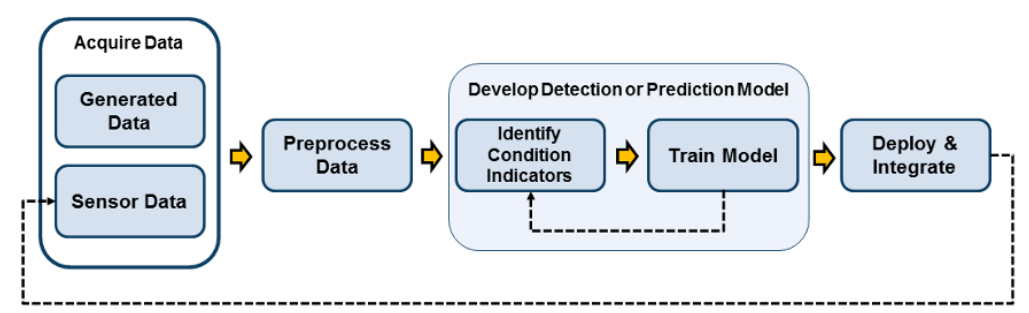 Acquire Data
Generated
Data
Sensor Data
Preprocess
Data
Develop Detection or Prediction Model
Identify
Condition
Indicators
Train Model
Deploy &
Integrate